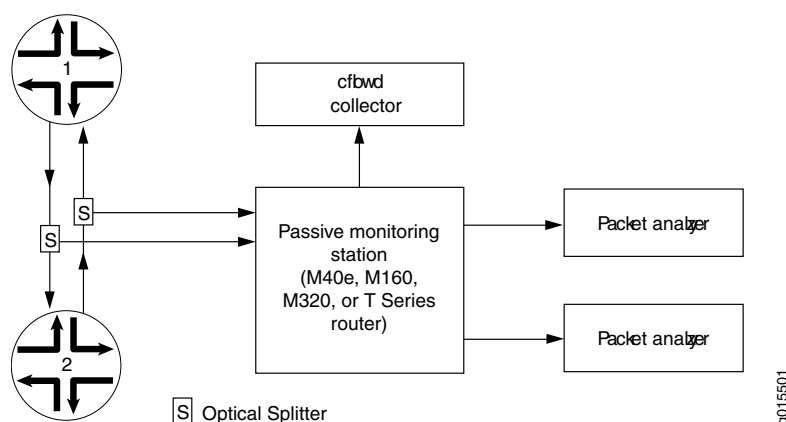 1
cfbwd
collector
S
S
Passive monitoring
station
(M40e, M160,
M320, or T Series
router)
Packet analyzer
Packet analyzer
2
S Optical Splitter
g015501